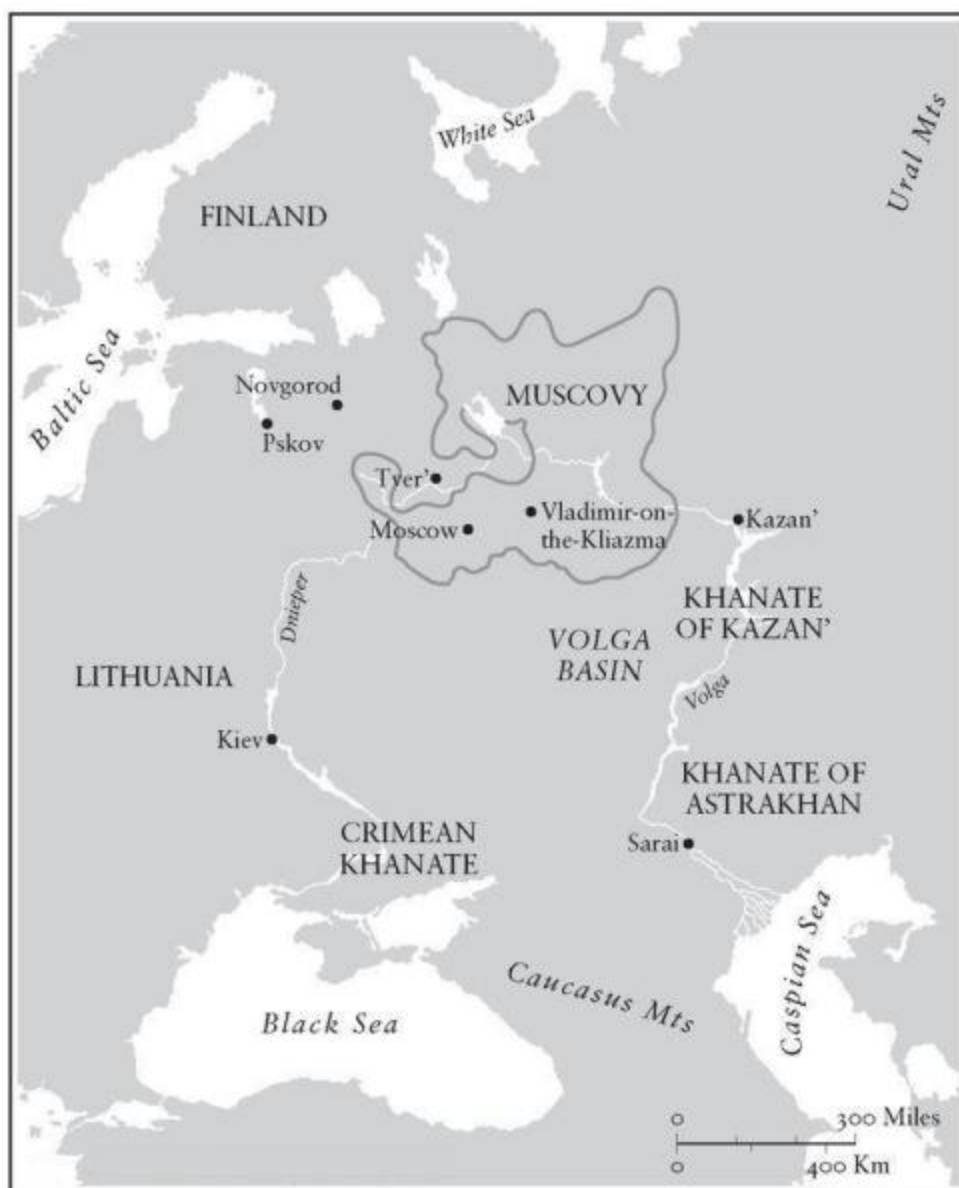 White Sea
Ural Mts
FINLAND
Baltic Sea
MUSCOVY
Novgorod
Pskov
Tver'
Moscow
Vladimir-on-
the-Kliazma
Kazan'
Dnieper
KHANATE
OF KAZAN'
VOLGA
BASIN
LITHUANIA
Volga
Kiev
KHANATE OF
ASTRAKHAN
CRIMEAN
KHANATE
Sarai
Caspian Sea
Caucasus Mts
Black Sea
0 300 Miles
0 400 Km